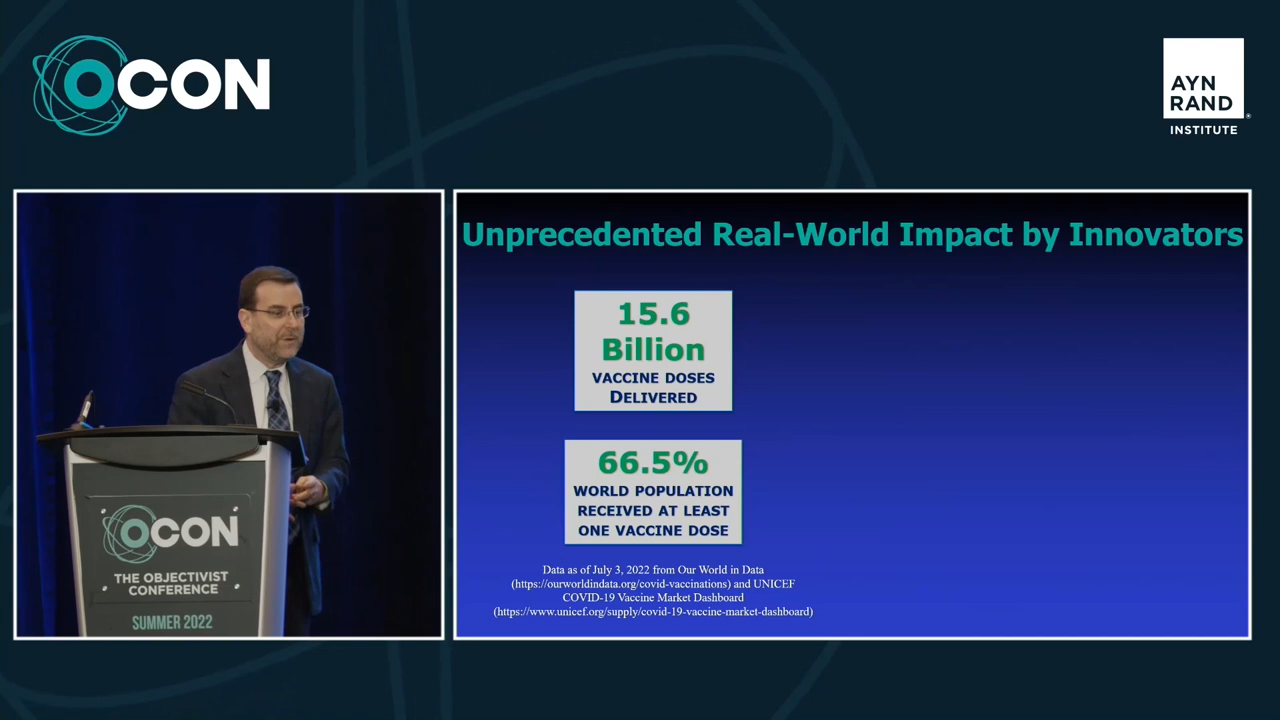 OCON
AYN
RAND
INSTITUTE
Unprecedented Real-World Impact by Innovators
15.6
Billion
VACCINE DOSES
DELIVERED
66.5%
WORLD POPULATION
RECEIVED AT LEAST
ONE VACCINE DOSE
Data as of July 3, 2022 from Our World in Data
(https://ourworldindata.org/covid-vaccinations) and UNICEF
COVID-19 Vaccine Market Dashboard
(https://www.unicef.org/supply/covid-19-vaccine-market-dashboard)
OCON
THE OBJECTIVIST
CONFERENCE
SUMMER 2022